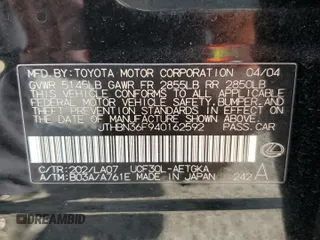 MFD. BY: TOYOTA MOTOR CORPORATION 04/04
GVWR 5145LB GAWR FR 2855LB RR 2850LB
THIS VEHICLE CONFORMS TO ALL APPLICABLE
FEDERAL MOTOR VEHICLE SAFETY, BUMPER, AND
THEFT PREVENTION STANDARDS IN EFFECT ON
THE DATE OF MANUFACTURE SHOWN ABOVE.
JTHBN36F940162592 PASS.CAR
C/TR: 202/LA07 UCF30L-AETGKA
A/TM: B03A/A761E MADE IN JAPAN 242 A